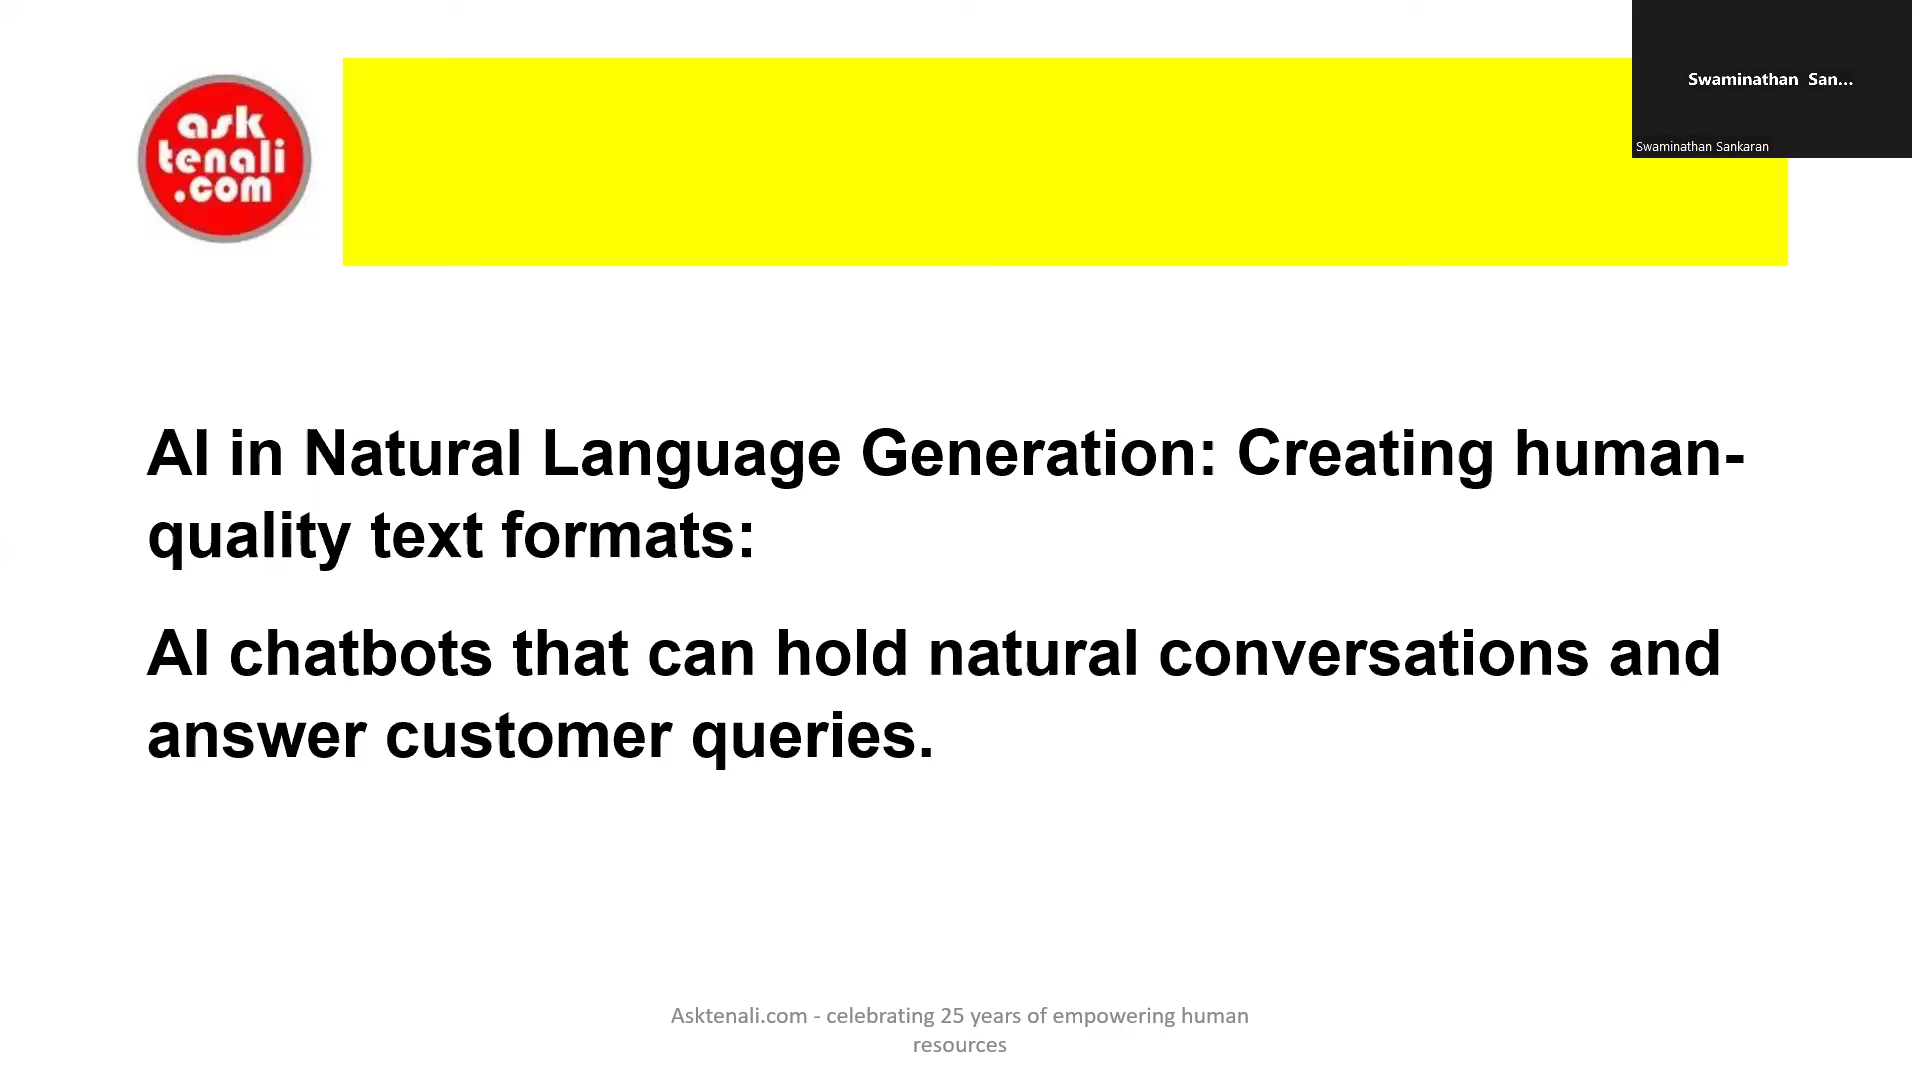 ask
tenali
.com
Swaminathan San...
Swaminathan Sankaran
AI in Natural Language Generation: Creating human-
quality text formats:
AI chatbots that can hold natural conversations and
answer customer queries.
Asktenali.com - celebrating 25 years of empowering human
resources